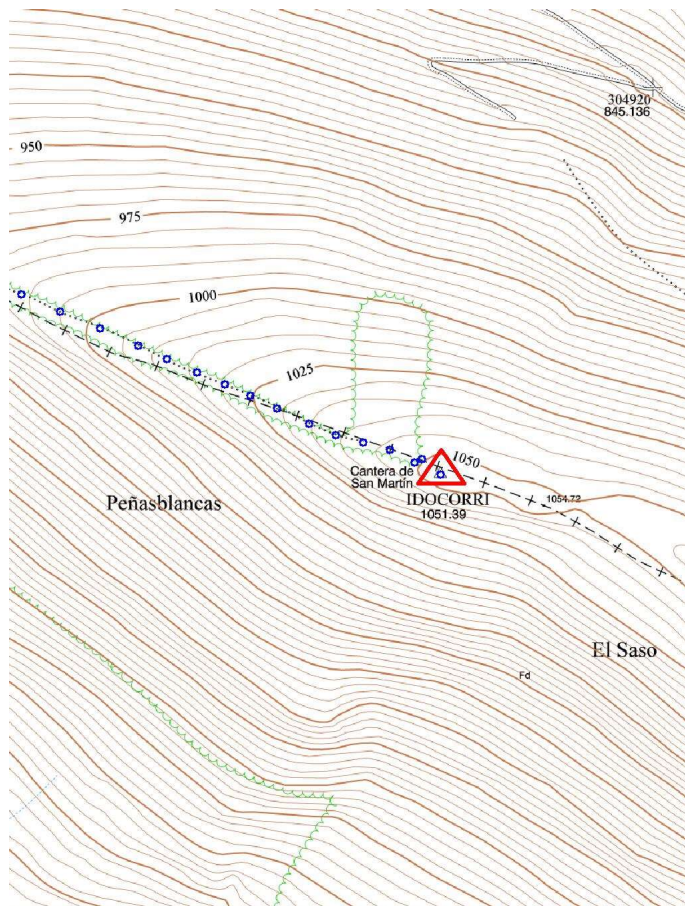 304920
845.136
950
975
1000
1025
1050
Cantera de
San Martín
IDOCORRI
1051.39
1054.72
Peñasblancas
El Saso
Fd